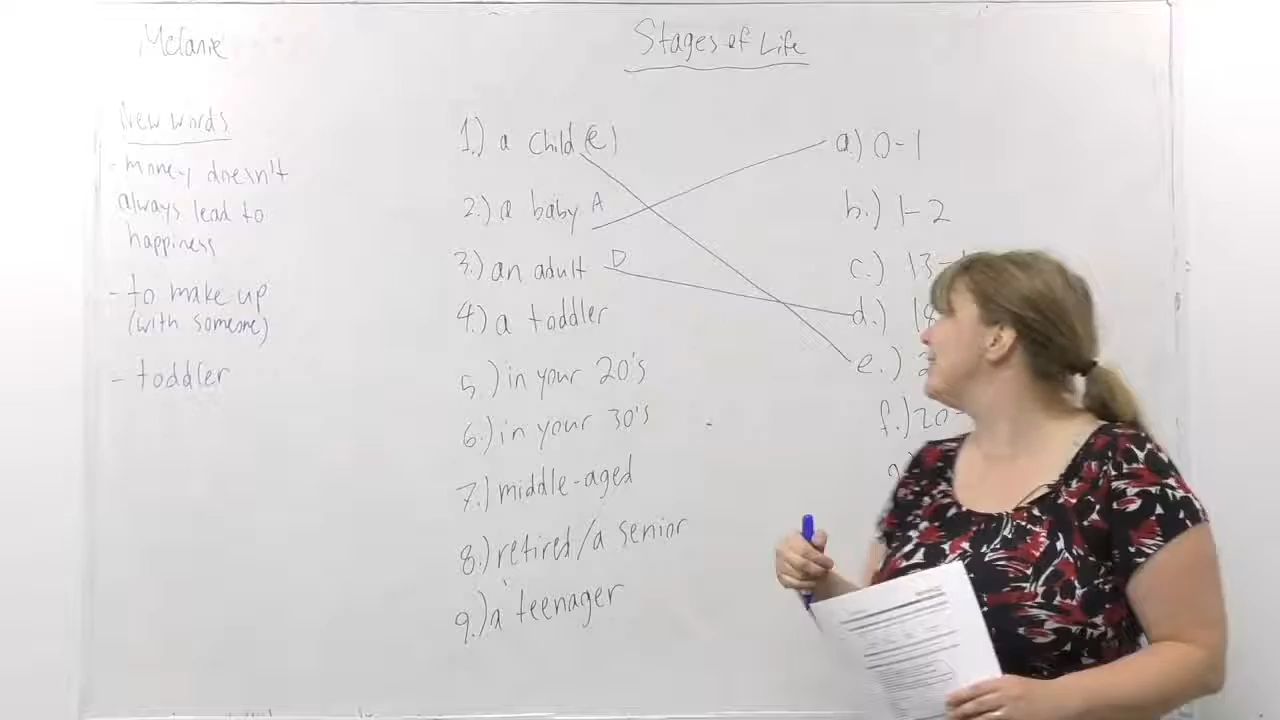 Melanie
Stages of Life
New words
- money doesn't
always lead to
happiness
- to make up
(with someone)
- toddler
1.) a child (e)
2.) a baby A
3.) an adult D
4.) a toddler
5.) in your 20's
6.) in your 30's
7.) middle-aged
8.) retired/a senior
9.) a teenager
a.) 0-1
b.) 1-2
c.) 13-
d.) 18
e.) 2
f.) 20-